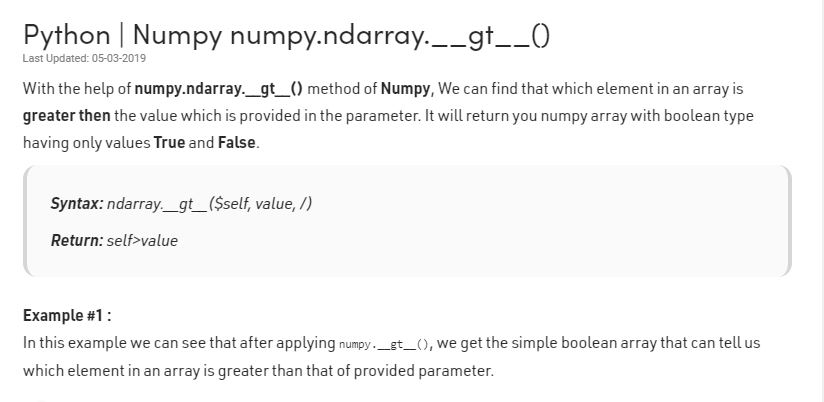 Python | Numpy numpy.ndarray.__gt__()
Last Updated: 05-03-2019
With the help of numpy.ndarray.__gt__() method of Numpy, We can find that which element in an array is
greater then the value which is provided in the parameter. It will return you numpy array with boolean type
having only values True and False.
Syntax: ndarray.__gt__($self, value, /)
Return: self>value
Example #1 :
In this example we can see that after applying numpy.__gt__(), we get the simple boolean array that can tell us
which element in an array is greater than that of provided parameter.